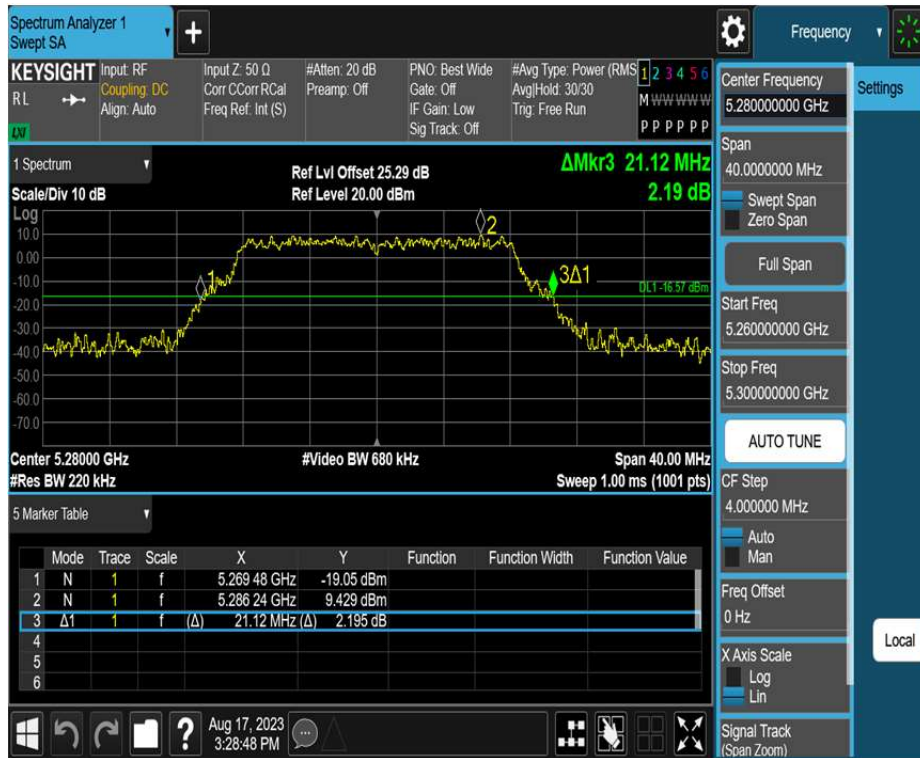 Spectrum Analyzer 1
Swept SA
Frequency
KEYSIGHT
RL
LXI
Input: RF
Coupling: DC
Align: Auto
Input Z: 50 Ω
Corr CCorr RCal
Freq Ref: Int (S)
#Atten: 20 dB
Preamp: Off
PNO: Best Wide
Gate: Off
IF Gain: Low
Sig Track: Off
#Avg Type: Power (RMS
Avg|Hold: 30/30
Trig: Free Run
1 2 3 4 5 6
M W W W W W
P P P P P P
Center Frequency
5.280000000 GHz
Settings
1 Spectrum
Scale/Div 10 dB
Ref Lvl Offset 25.29 dB
Ref Level 20.00 dBm
ΔMkr3 21.12 MHz
2.19 dB
Span
40.0000000 MHz
Swept Span
Zero Span
Log
10.0
0.00
-10.0
-20.0
-30.0
-40.0
-50.0
-60.0
-70.0
1
2
3Δ1
DL1 -16.57 dBm
Full Span
Start Freq
5.260000000 GHz
Stop Freq
5.300000000 GHz
AUTO TUNE
Center 5.28000 GHz
#Video BW 680 kHz
Span 40.00 MHz
#Res BW 220 kHz
Sweep 1.00 ms (1001 pts)
CF Step
4.000000 MHz
Auto
Man
5 Marker Table
Mode Trace Scale X Y Function Function Width Function Value
1 N 1 f 5.269 48 GHz -19.05 dBm
2 N 1 f 5.286 24 GHz 9.429 dBm
3 Δ1 1 f (Δ) 21.12 MHz (Δ) 2.195 dB
4
5
6
Freq Offset
0 Hz
X Axis Scale
Log
Lin
Local
Signal Track
(Span Zoom)
? Aug 17, 2023
3:28:48 PM